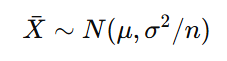 X̄ ∼ N(μ, σ²/n)